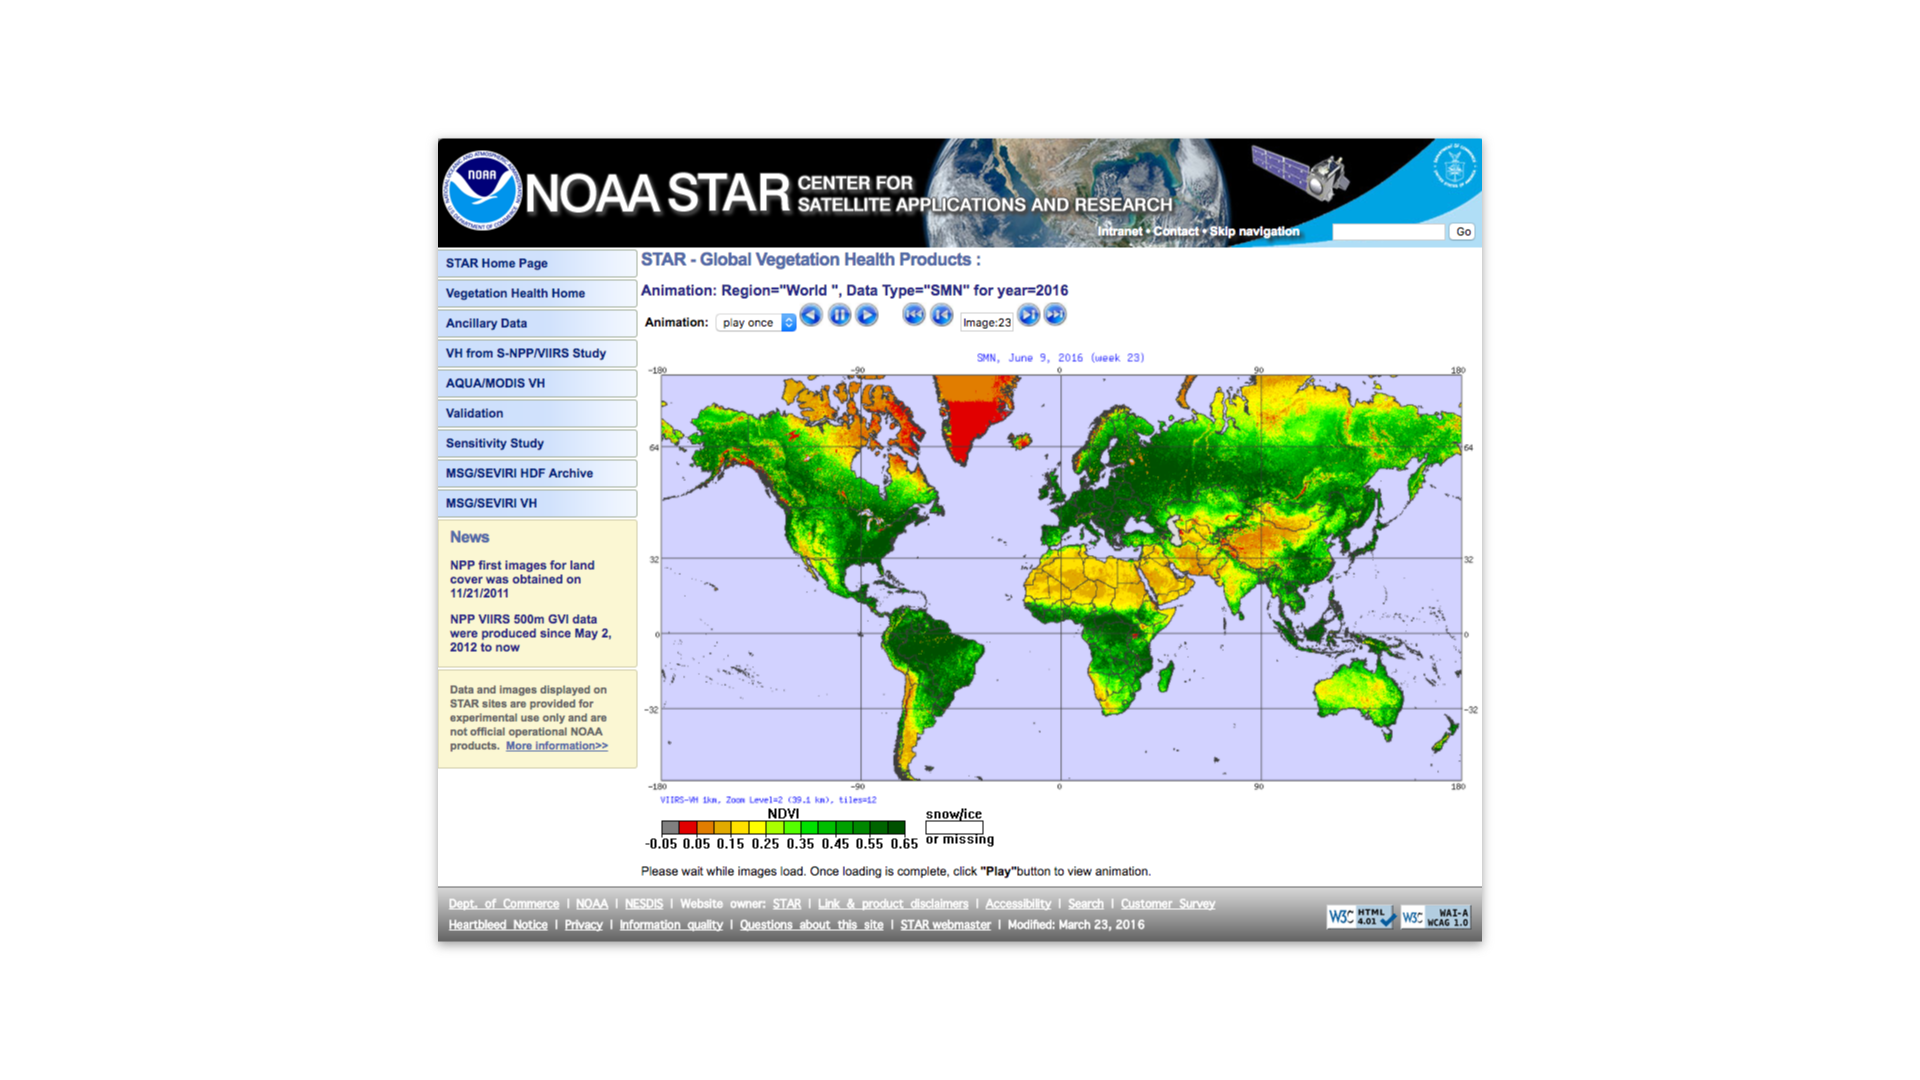 NOAA
NOAA STAR CENTER FOR
SATELLITE APPLICATIONS AND RESEARCH
Intranet • Contact • Skip navigation
Go
STAR Home Page
Vegetation Health Home
Ancillary Data
VH from S-NPP/VIIRS Study
AQUA/MODIS VH
Validation
Sensitivity Study
MSG/SEVIRI HDF Archive
MSG/SEVIRI VH
News
NPP first images for land
cover was obtained on
11/21/2011
NPP VIIRS 500m GVI data
were produced since May 2,
2012 to now
Data and images displayed on
STAR sites are provided for
experimental use only and are
not official operational NOAA
products. More information>>
STAR - Global Vegetation Health Products :
Animation: Region="World ", Data Type="SMN" for year=2016
Animation: play once Image:23
SMN, June 9, 2016 (week 23)
-180 -90 0 90 180
64 64
32 32
0 0
-32 -32
-180 -90 0 90 180
VIIRS-VH 1km, Zoom Level=2 (39.1 km), tiles=12
NDVI
-0.05 0.05 0.15 0.25 0.35 0.45 0.55 0.65
snow/ice
or missing
Please wait while images load. Once loading is complete, click "Play"button to view animation.
Dept. of Commerce | NOAA | NESDIS | Website owner: STAR | Link & product disclaimers | Accessibility | Search | Customer Survey
Heartbleed Notice | Privacy | Information quality | Questions about this site | STAR webmaster | Modified: March 23, 2016
W3C HTML 4.01
W3C WAI-A WCAG 1.0